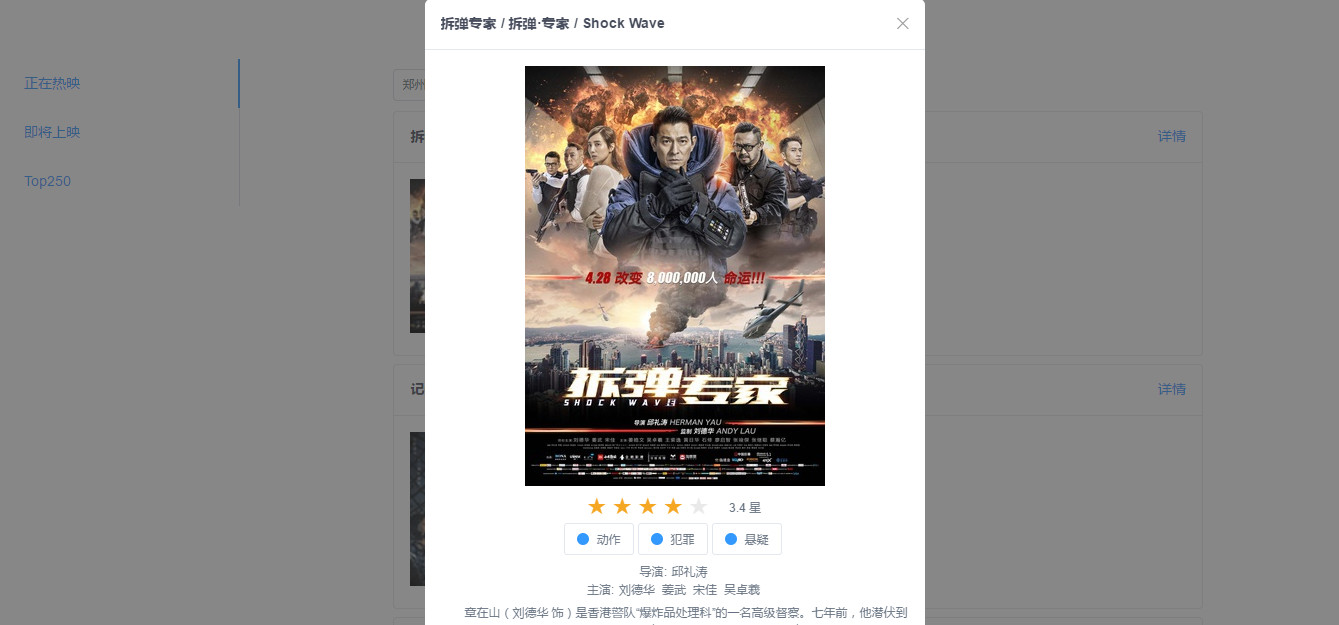 拆弹专家 / 拆弹·专家 / Shock Wave
正在热映
即将上映
Top250
郑州
拆
详情
记
详情
4.28 改变 8,000,000人 命运!!!
拆弹专家
SHOCK WAVE
导演 邱礼涛 HERMAN YAU
监制 刘德华 ANDY LAU
3.4 星
动作
犯罪
悬疑
导演: 邱礼涛
主演: 刘德华 姜武 宋佳 吴卓羲
章在山（刘德华 饰）是香港警队“爆炸品处理科”的一名高级督察。七年前，他潜伏到